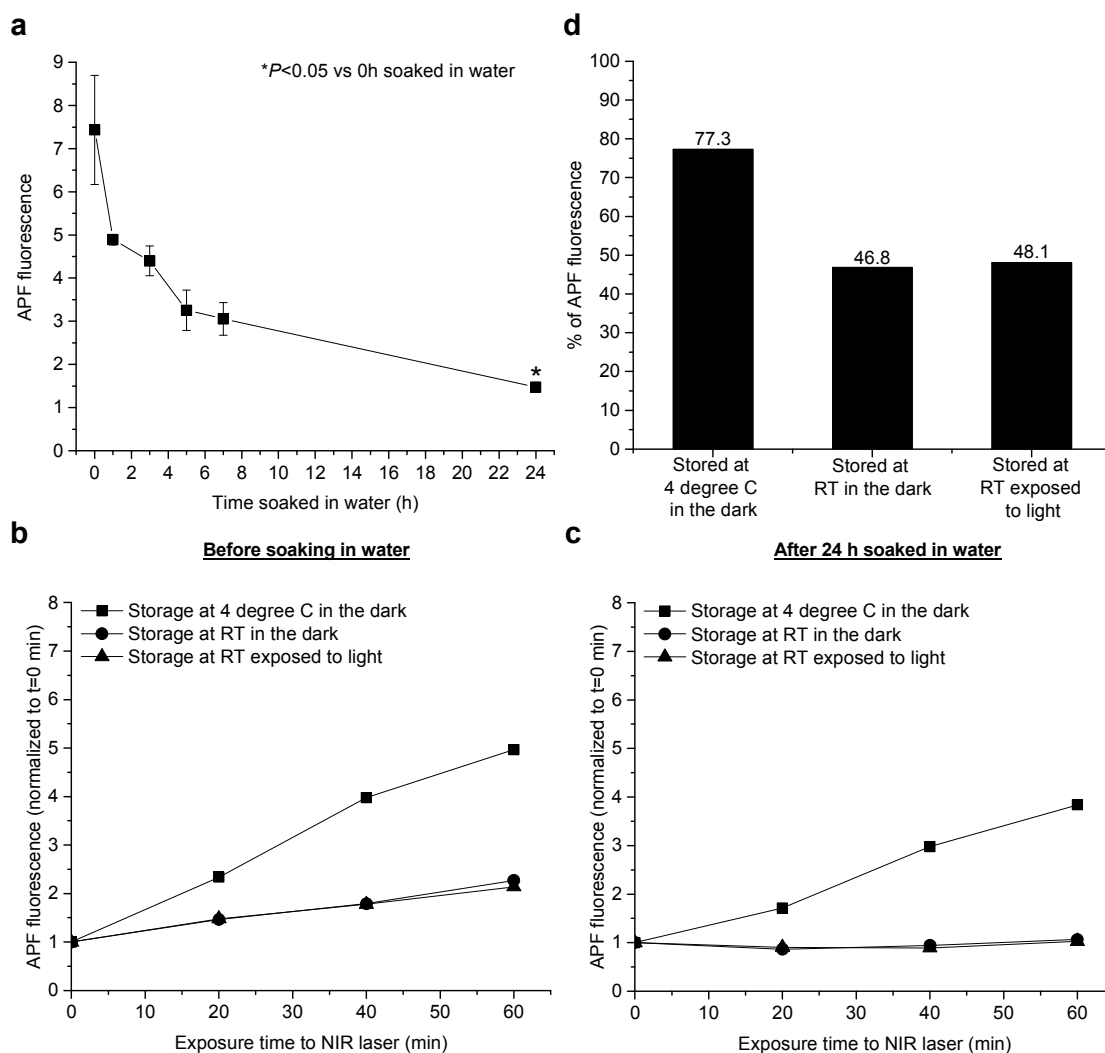 a
9
8
7
6
5
4
3
2
1
0
APF fluorescence
*P<0.05 vs 0h soaked in water
*
0 2 4 6 8 10 12 14 16 18 20 22 24
Time soaked in water (h)
d
100
90
80
70
60
50
40
30
20
10
0
% of APF fluorescence
77.3
46.8
48.1
Stored at
4 degree C
in the dark
Stored at
RT in the dark
Stored at
RT exposed
to light
b
Before soaking in water
8
7
6
5
4
3
2
1
0
APF fluorescence (normalized to t=0 min)
Storage at 4 degree C in the dark
Storage at RT in the dark
Storage at RT exposed to light
0 10 20 30 40 50 60
Exposure time to NIR laser (min)
c
After 24 h soaked in water
8
7
6
5
4
3
2
1
0
APF fluorescence (normalized to t=0 min)
Storage at 4 degree C in the dark
Storage at RT in the dark
Storage at RT exposed to light
0 10 20 30 40 50 60
Exposure time to NIR laser (min)